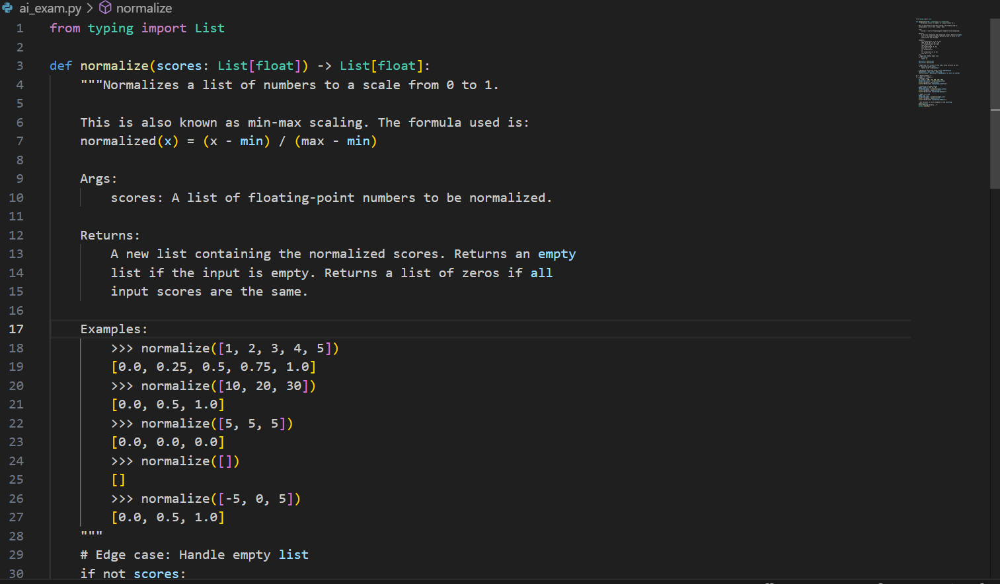 ai_exam.py > normalize
1 from typing import List
2
3 def normalize(scores: List[float]) -> List[float]:
4     """Normalizes a list of numbers to a scale from 0 to 1.
5
6     This is also known as min-max scaling. The formula used is:
7     normalized(x) = (x - min) / (max - min)
8
9     Args:
10         scores: A list of floating-point numbers to be normalized.
11
12     Returns:
13         A new list containing the normalized scores. Returns an empty
14         list if the input is empty. Returns a list of zeros if all
15         input scores are the same.
16
17     Examples:
18         >>> normalize([1, 2, 3, 4, 5])
19         [0.0, 0.25, 0.5, 0.75, 1.0]
20         >>> normalize([10, 20, 30])
21         [0.0, 0.5, 1.0]
22         >>> normalize([5, 5, 5])
23         [0.0, 0.0, 0.0]
24         >>> normalize([])
25         []
26         >>> normalize([-5, 0, 5])
27         [0.0, 0.5, 1.0]
28     """
29     # Edge case: Handle empty list
30     if not scores: